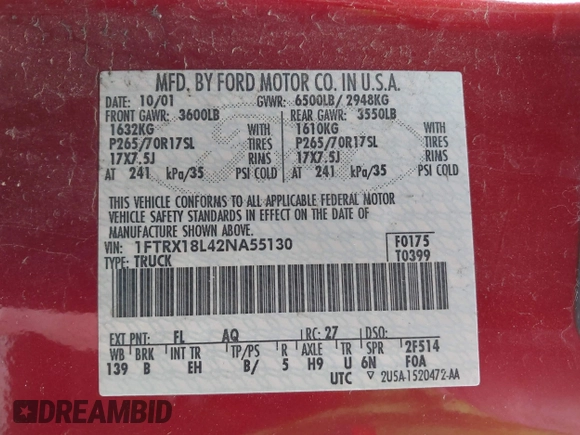 MFD. BY FORD MOTOR CO. IN U.S.A.
DATE: 10/01 GVWR: 6500LB/ 2948KG
FRONT GAWR: 3600LB REAR GAWR: 3550LB
1632KG WITH 1610KG WITH
P265/70R17SL TIRES P265/70R17SL TIRES
17X7.5J RIMS 17X7.5J RIMS
AT 241 kPa/35 PSI COLD AT 241 kPa/35 PSI COLD
THIS VEHICLE CONFORMS TO ALL APPLICABLE FEDERAL MOTOR
VEHICLE SAFETY STANDARDS IN EFFECT ON THE DATE OF
MANUFACTURE SHOWN ABOVE.
VIN: 1FTRX18L42NA55130 F0175
TYPE: TRUCK T0399
EXT PNT: FL AQ RC: 27 DSO:
WB BRK INT TR TP/PS R AXLE TR SPR 2F514
139 B EH B/ 5 H9 U 6N F0A
UTC 2U5A-1520472-AA
DREAMBID